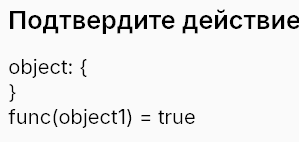 Подтвердите действие
object: {
}
func(object1) = true